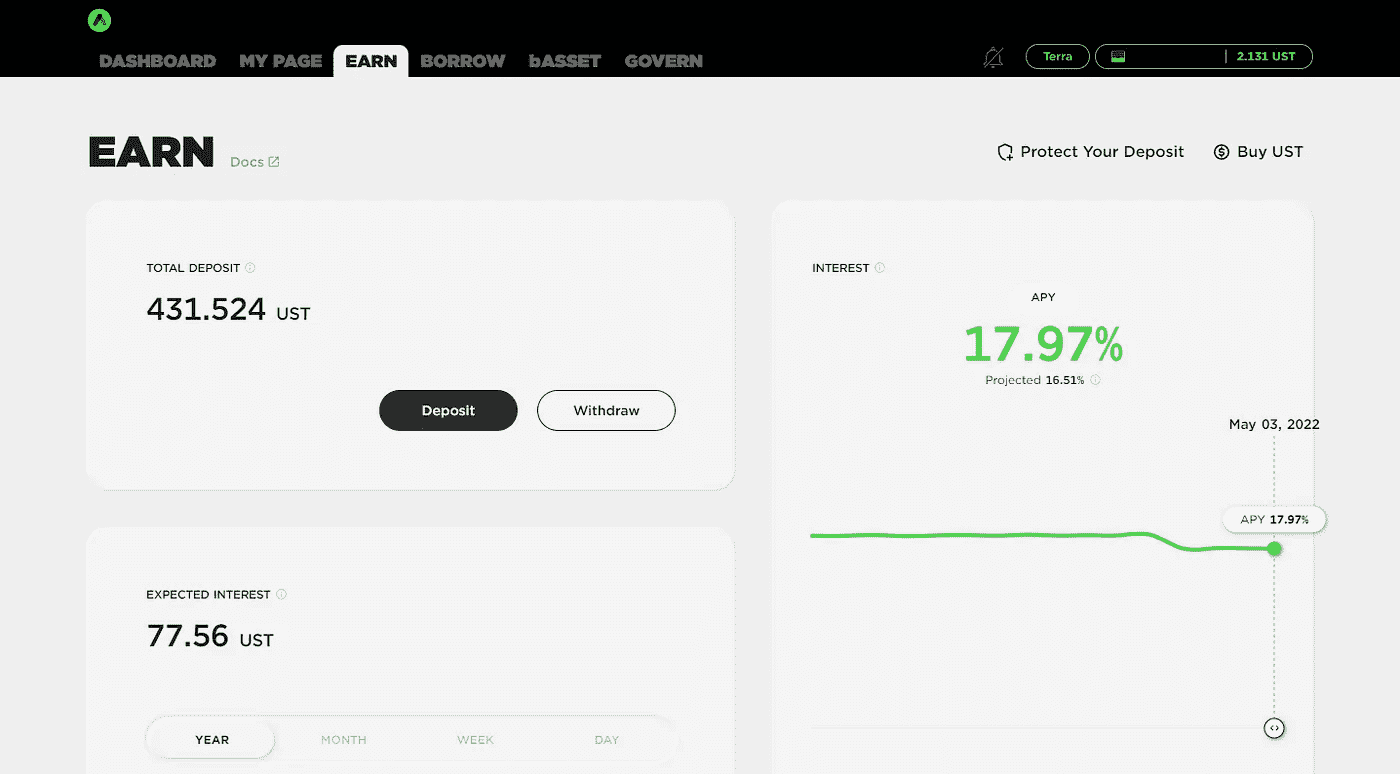 DASHBOARD MY PAGE EARN BORROW bASSET GOVERN
Terra
2.131 UST
EARN
Docs
Protect Your Deposit
Buy UST
TOTAL DEPOSIT
431.524 UST
Deposit
Withdraw
INTEREST
APY
17.97%
Projected 16.51%
May 03, 2022
APY 17.97%
EXPECTED INTEREST
77.56 UST
YEAR MONTH WEEK DAY